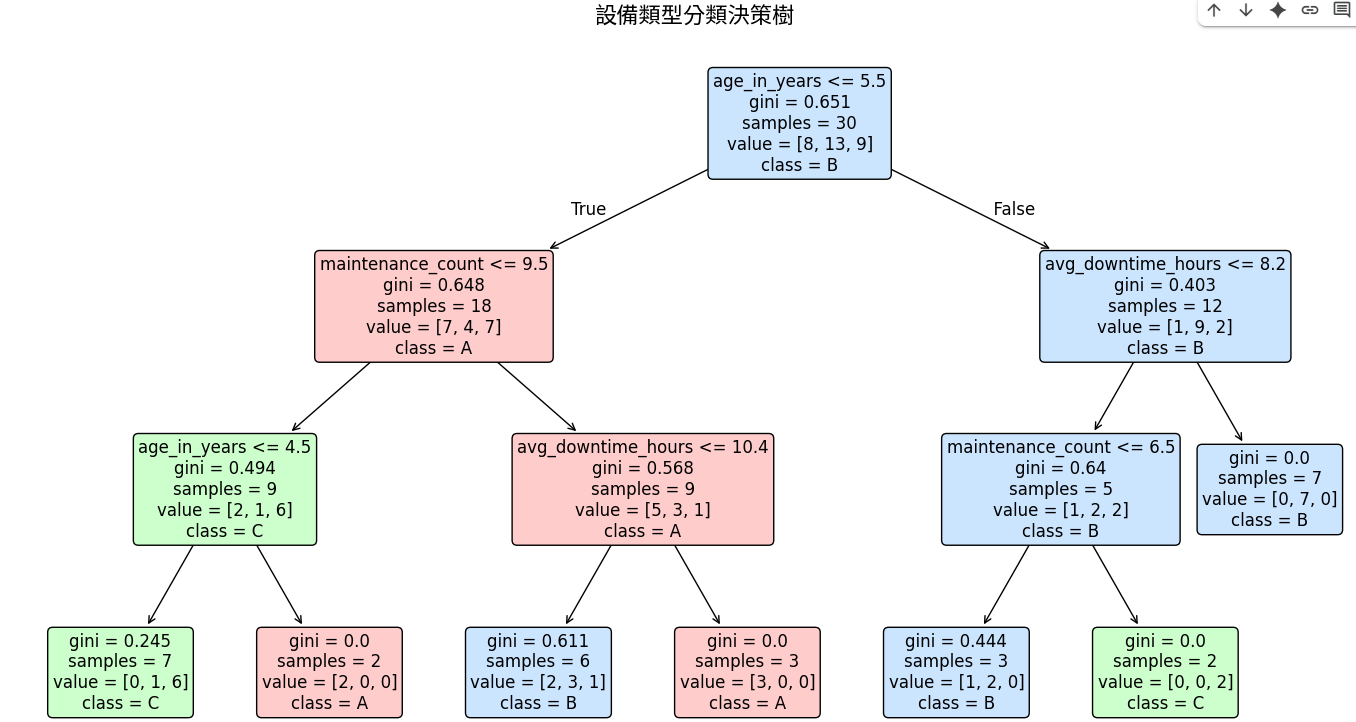 設備類型分類決策樹
age_in_years <= 5.5
gini = 0.651
samples = 30
value = [8, 13, 9]
class = B
True
False
maintenance_count <= 9.5
gini = 0.648
samples = 18
value = [7, 4, 7]
class = A
avg_downtime_hours <= 8.2
gini = 0.403
samples = 12
value = [1, 9, 2]
class = B
age_in_years <= 4.5
gini = 0.494
samples = 9
value = [2, 1, 6]
class = C
avg_downtime_hours <= 10.4
gini = 0.568
samples = 9
value = [5, 3, 1]
class = A
maintenance_count <= 6.5
gini = 0.64
samples = 5
value = [1, 2, 2]
class = B
gini = 0.0
samples = 7
value = [0, 7, 0]
class = B
gini = 0.245
samples = 7
value = [0, 1, 6]
class = C
gini = 0.0
samples = 2
value = [2, 0, 0]
class = A
gini = 0.611
samples = 6
value = [2, 3, 1]
class = B
gini = 0.0
samples = 3
value = [3, 0, 0]
class = A
gini = 0.444
samples = 3
value = [1, 2, 0]
class = B
gini = 0.0
samples = 2
value = [0, 0, 2]
class = C